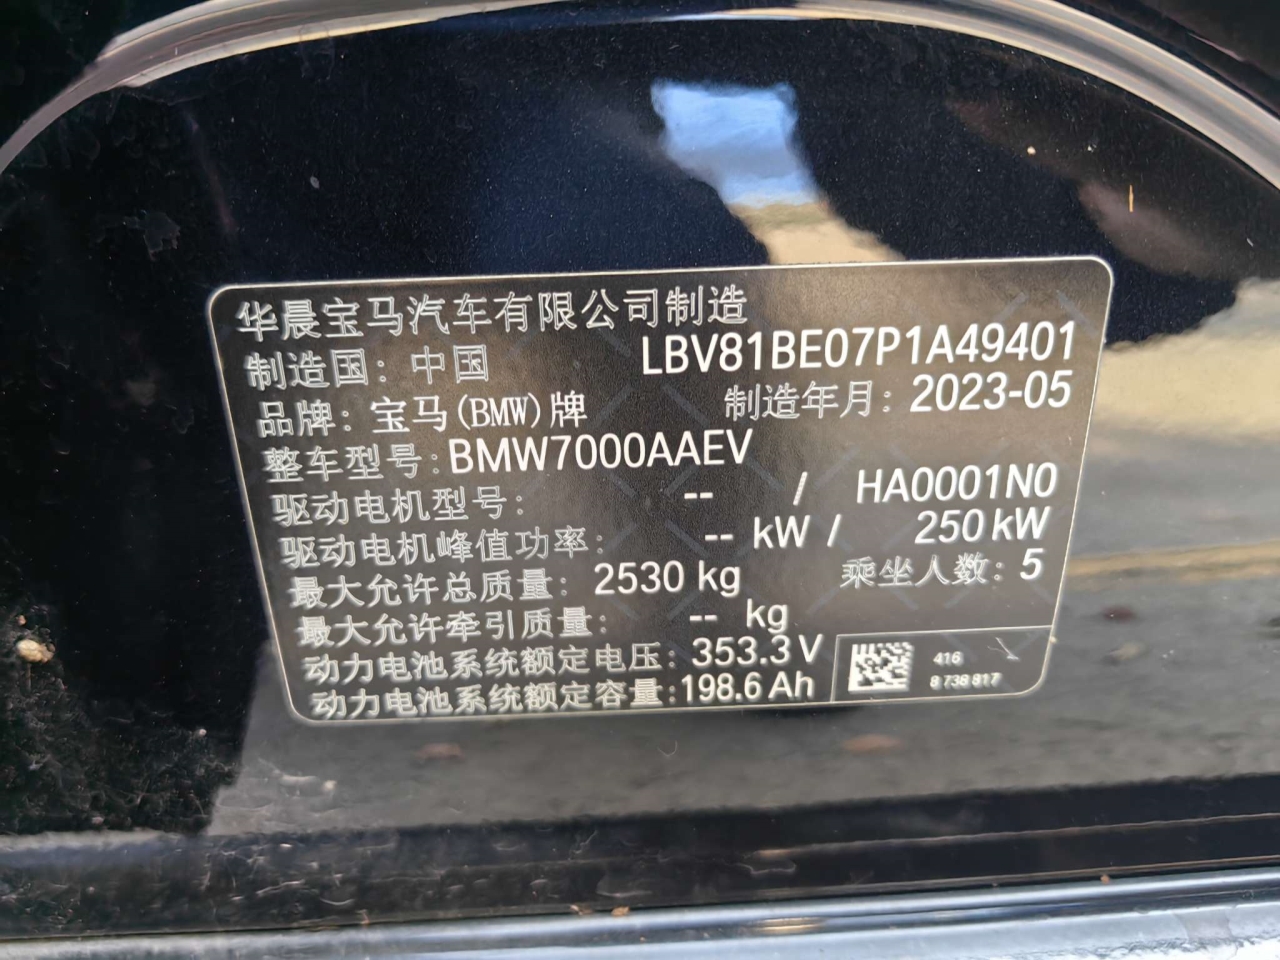 华晨宝马汽车有限公司制造
制造国: 中国 LBV81BE07P1A49401
品牌: 宝马(BMW)牌 制造年月: 2023-05
整车型号: BMW7000AAEV
驱动电机型号: -- / HA0001N0
驱动电机峰值功率: -- kW / 250 kW
最大允许总质量: 2530 kg 乘坐人数: 5
最大允许牵引质量: -- kg
动力电池系统额定电压: 353.3 V
动力电池系统额定容量: 198.6 Ah
416
8 738 817